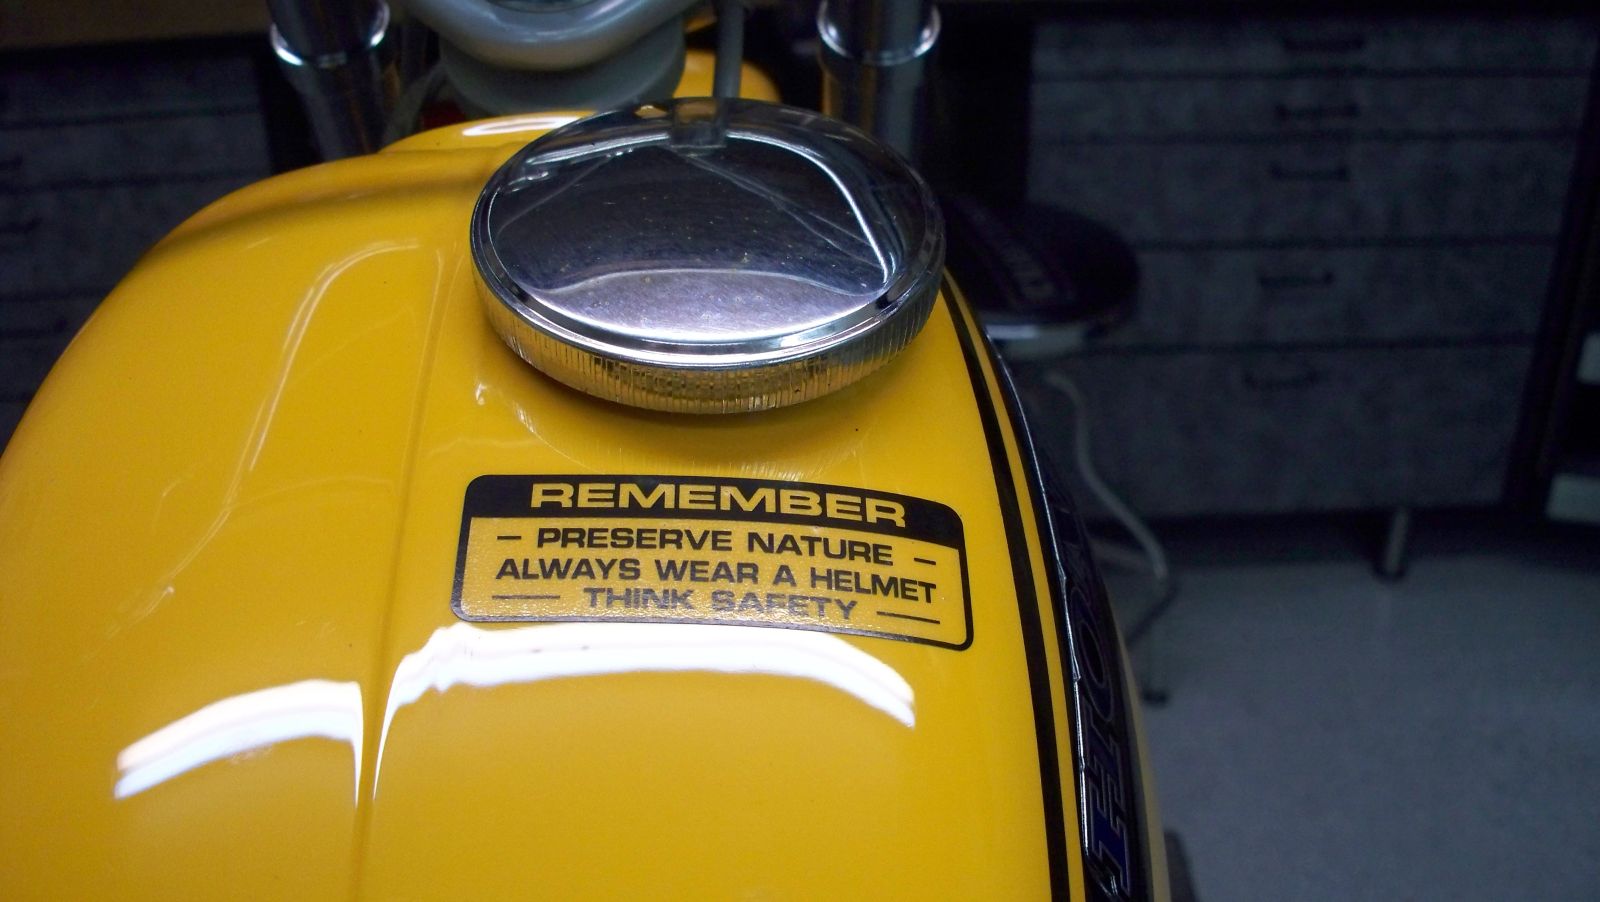 REMEMBER
— PRESERVE NATURE —
ALWAYS WEAR A HELMET
— THINK SAFETY —